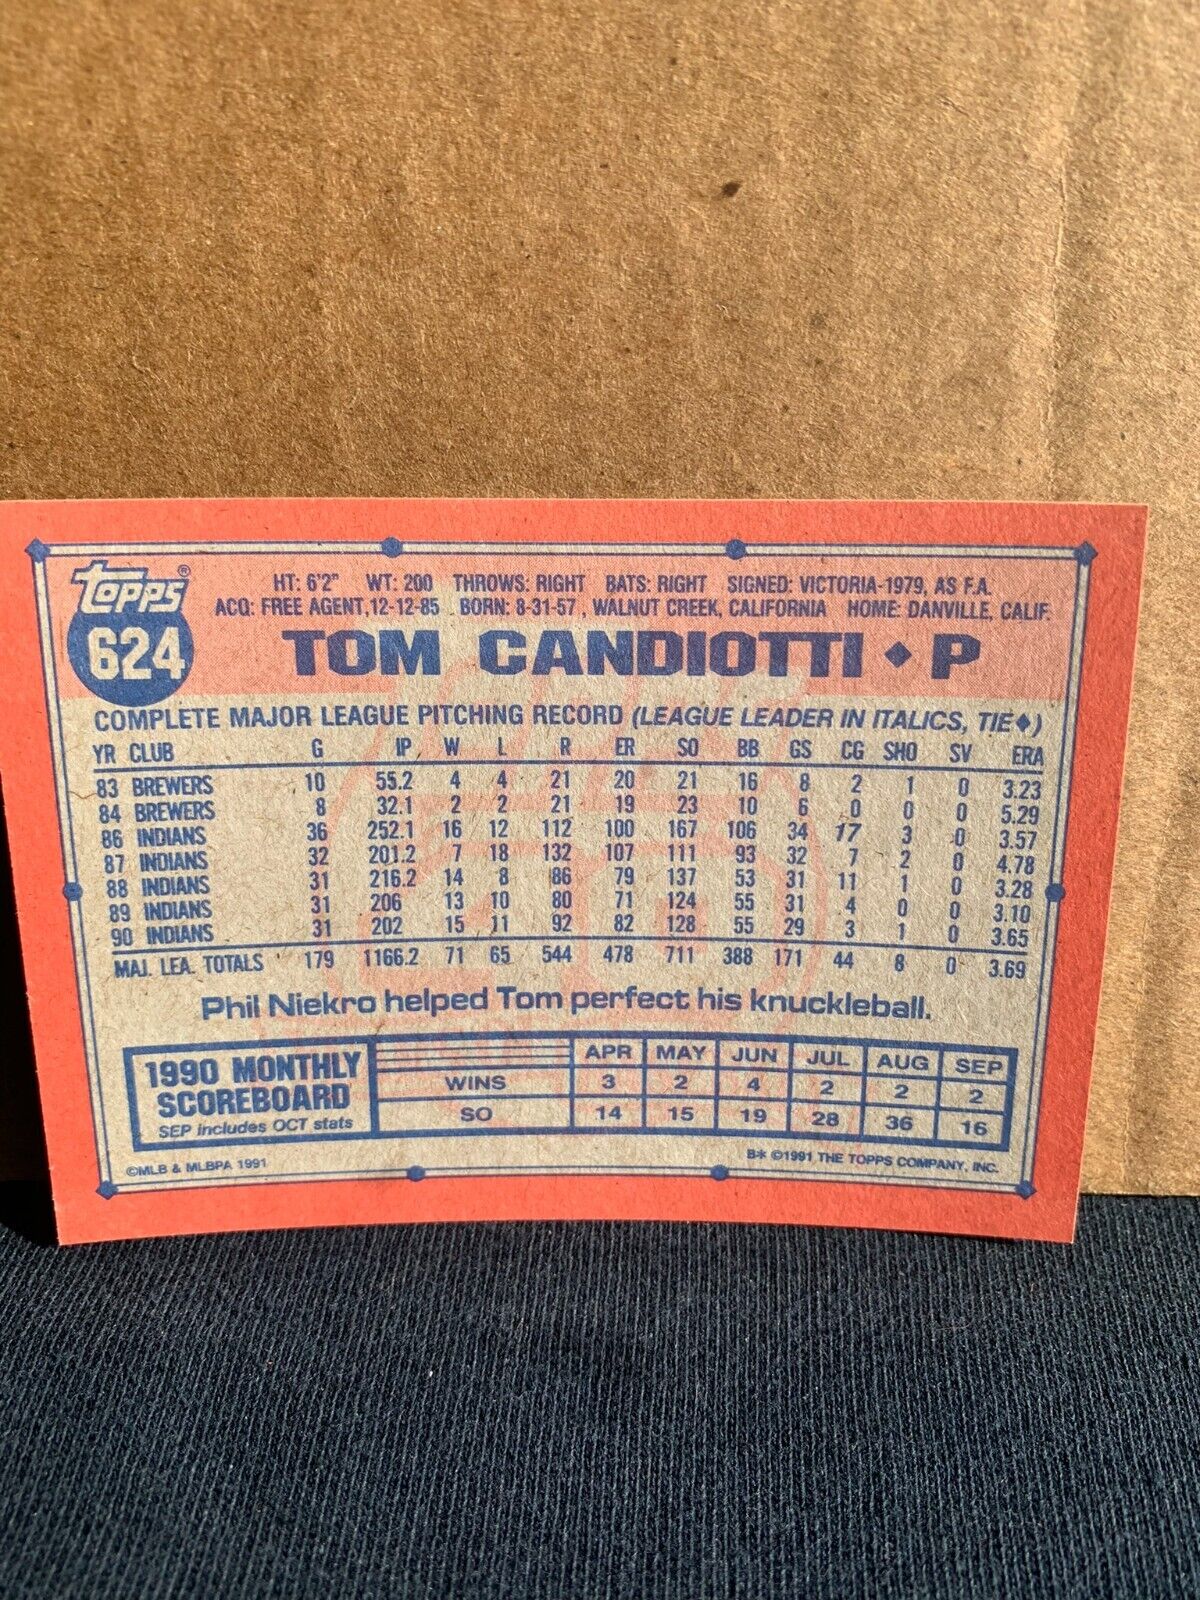 topps®
624
HT: 6'2" WT: 200 THROWS: RIGHT BATS: RIGHT SIGNED: VICTORIA-1979, AS F.A.
ACQ: FREE AGENT,12-12-85 BORN: 8-31-57, WALNUT CREEK, CALIFORNIA HOME: DANVILLE, CALIF.
TOM CANDIOTTI ◆ P
COMPLETE MAJOR LEAGUE PITCHING RECORD (LEAGUE LEADER IN ITALICS, TIE◆)
YR CLUB G IP W L R ER SO BB GS CG SHO SV ERA
83 BREWERS 10 55.2 4 4 21 20 21 16 8 2 1 0 3.23
84 BREWERS 8 32.1 2 2 21 19 23 10 6 0 0 0 5.29
86 INDIANS 36 252.1 16 12 112 100 167 106 34 17 3 0 3.57
87 INDIANS 32 201.2 7 18 132 107 111 93 32 7 2 0 4.78
88 INDIANS 31 216.2 14 8 86 79 137 53 31 11 1 0 3.28
89 INDIANS 31 206 13 10 80 71 124 55 31 4 0 0 3.10
90 INDIANS 31 202 15 11 92 82 128 55 29 3 1 0 3.65
MAJ. LEA. TOTALS 179 1166.2 71 65 544 478 711 388 171 44 8 0 3.69
Phil Niekro helped Tom perfect his knuckleball.
1990 MONTHLY
SCOREBOARD
SEP includes OCT stats
APR MAY JUN JUL AUG SEP
WINS 3 2 4 2 2 2
SO 14 15 19 28 36 16
©MLB & MLBPA 1991
B* ©1991 THE TOPPS COMPANY, INC.